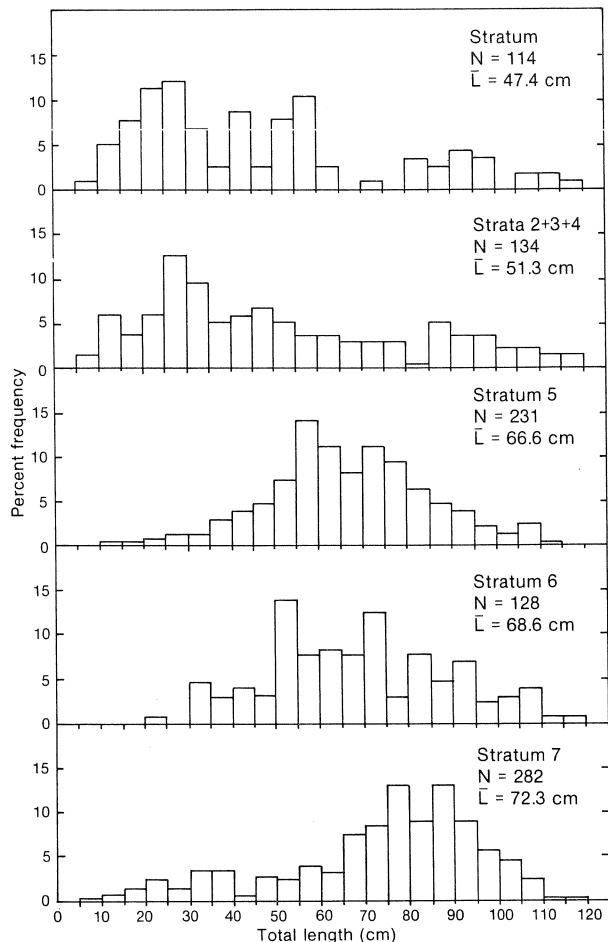 Stratum
N = 114
L̄ = 47.4 cm
15
10
5
0
Strata 2+3+4
N = 134
L̄ = 51.3 cm
15
10
5
0
Stratum 5
N = 231
L̄ = 66.6 cm
15
10
5
0
Stratum 6
N = 128
L̄ = 68.6 cm
15
10
5
0
Stratum 7
N = 282
L̄ = 72.3 cm
15
10
5
0
Percent frequency
0 10 20 30 40 50 60 70 80 90 100 110 120
Total length (cm)